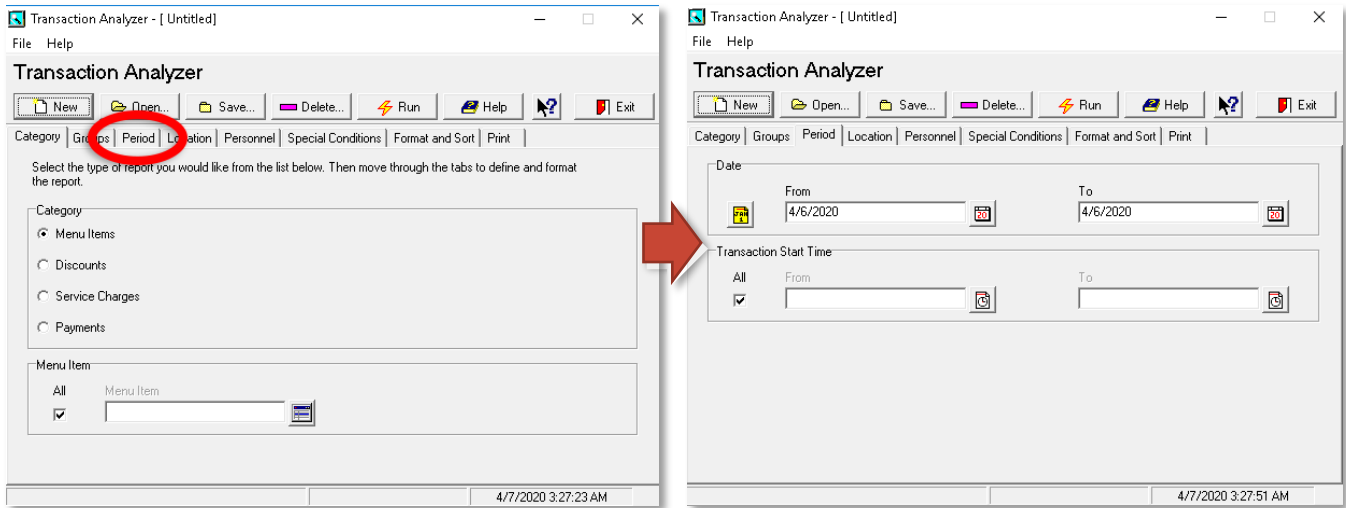 Transaction Analyzer - [ Untitled]
File Help
Transaction Analyzer
New Open... Save... Delete... Run Help Exit
Category Groups Period Location Personnel Special Conditions Format and Sort Print
Select the type of report you would like from the list below. Then move through the tabs to define and format
the report.
Category
Menu Items
Discounts
Service Charges
Payments
Menu Item
All Menu Item
4/7/2020 3:27:23 AM
Transaction Analyzer - [ Untitled]
File Help
Transaction Analyzer
New Open... Save... Delete... Run Help Exit
Category Groups Period Location Personnel Special Conditions Format and Sort Print
Date
From To
JAN 1 4/6/2020 20 4/6/2020 20
Transaction Start Time
All From To
4/7/2020 3:27:51 AM